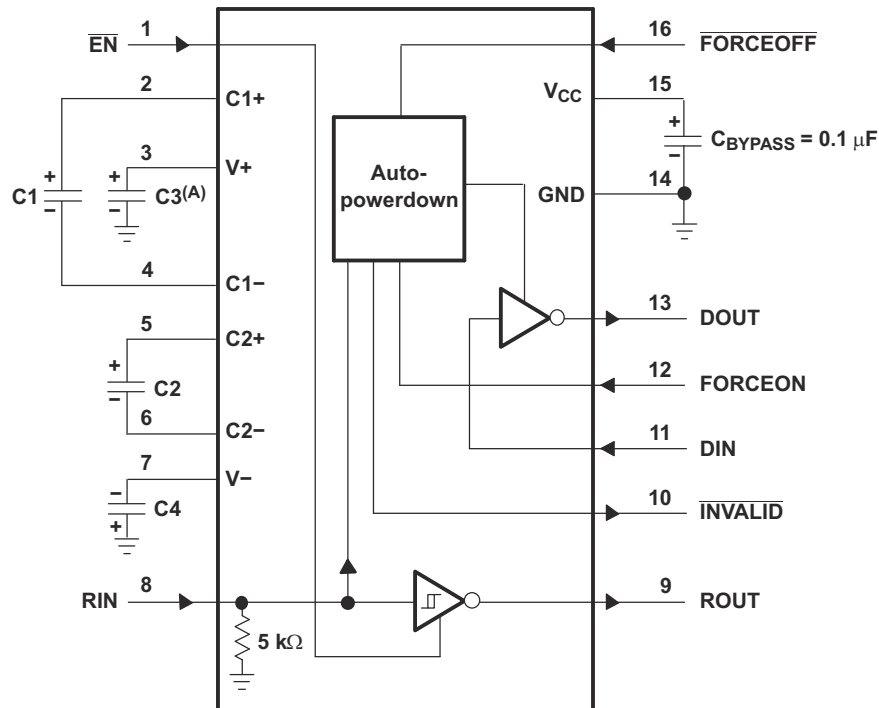 1
EN
16
FORCEOFF
2
C1+
VCC
15
+
CBYPASS = 0.1 μF
−
3
V+
Auto-
powerdown
14
GND
C1
+
−
+
−
C3(A)
4
C1−
13
DOUT
5
C2+
+
−
C2
12
FORCEON
6
C2−
11
DIN
7
V−
−
+
C4
10
INVALID
8
RIN
9
ROUT
5 kΩ